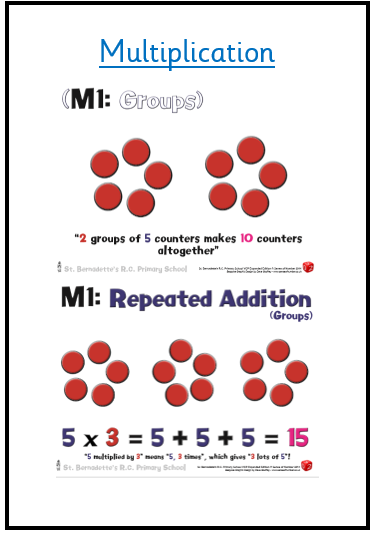 Multiplication
(M1: Groups)
"2 groups of 5 counters makes 10 counters
altogether"
St. Bernadette's R.C. Primary School
M1: Repeated Addition
(Groups)
5 x 3 = 5 + 5 + 5 = 15
"5 multiplied by 3" means "5, 3 times", which gives "3 lots of 5"!
St. Bernadette's R.C. Primary School